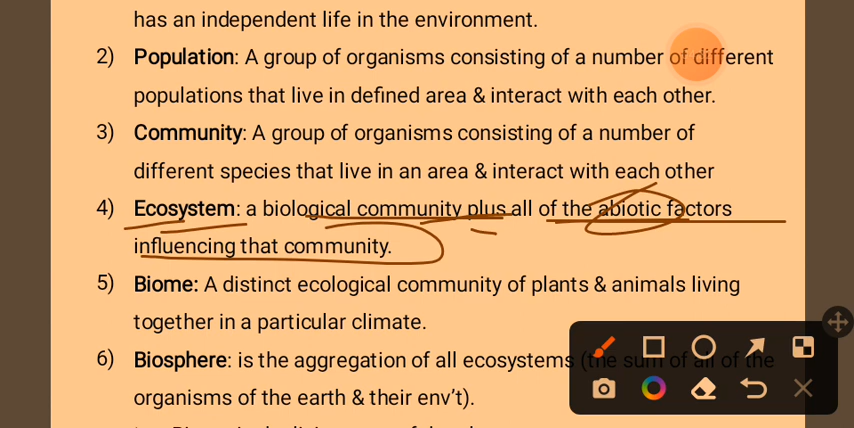 has an independent life in the environment.
2) Population: A group of organisms consisting of a number of different
populations that live in defined area & interact with each other.
3) Community: A group of organisms consisting of a number of
different species that live in an area & interact with each other
4) Ecosystem: a biological community plus all of the abiotic factors
influencing that community.
5) Biome: A distinct ecological community of plants & animals living
together in a particular climate.
6) Biosphere: is the aggregation of all ecosystems (the sum of all of the
organisms of the earth & their env't).